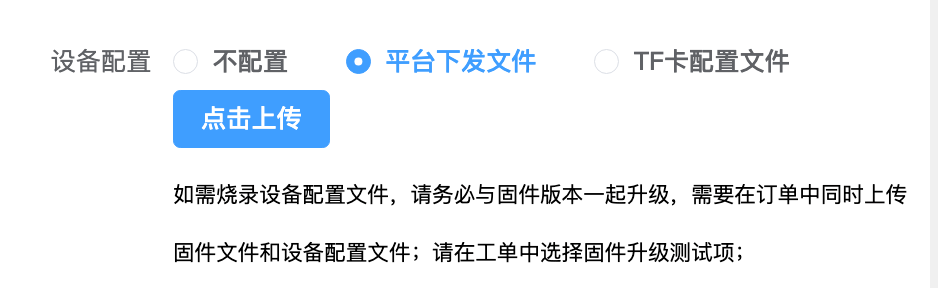 设备配置 不配置 平台下发文件 TF卡配置文件
点击上传
如需烧录设备配置文件，请务必与固件版本一起升级，需要在订单中同时上传
固件文件和设备配置文件；请在工单中选择固件升级测试项；